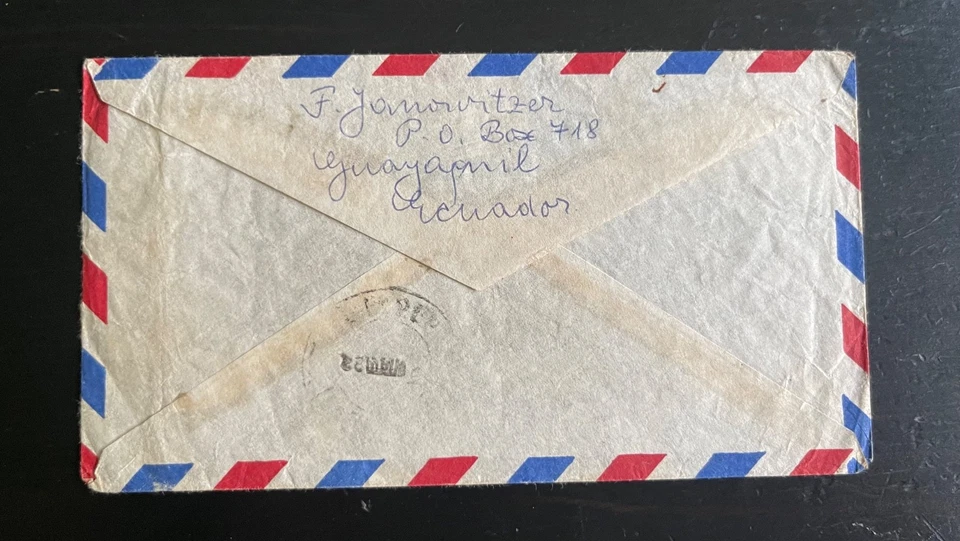 F. Janowitzer
P.O. Box 718
Guayaquil
Ecuador.